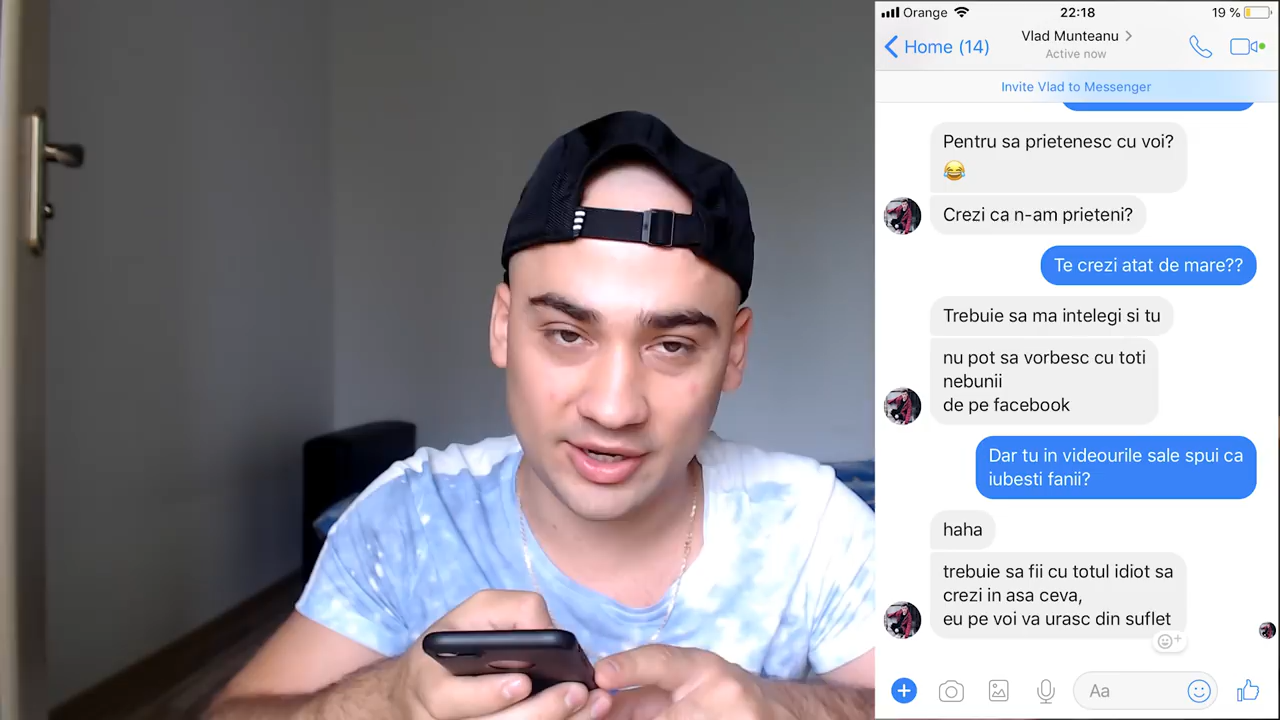 Orange
22:18
19 %
Home (14)
Vlad Munteanu
Active now
Invite Vlad to Messenger
Pentru sa prietenesc cu voi?
😂
Crezi ca n-am prieteni?
Te crezi atat de mare??
Trebuie sa ma intelegi si tu
nu pot sa vorbesc cu toti
nebunii
de pe facebook
Dar tu in videourile sale spui ca
iubesti fanii?
haha
trebuie sa fii cu totul idiot sa
crezi in asa ceva,
eu pe voi va urasc din suflet
Aa